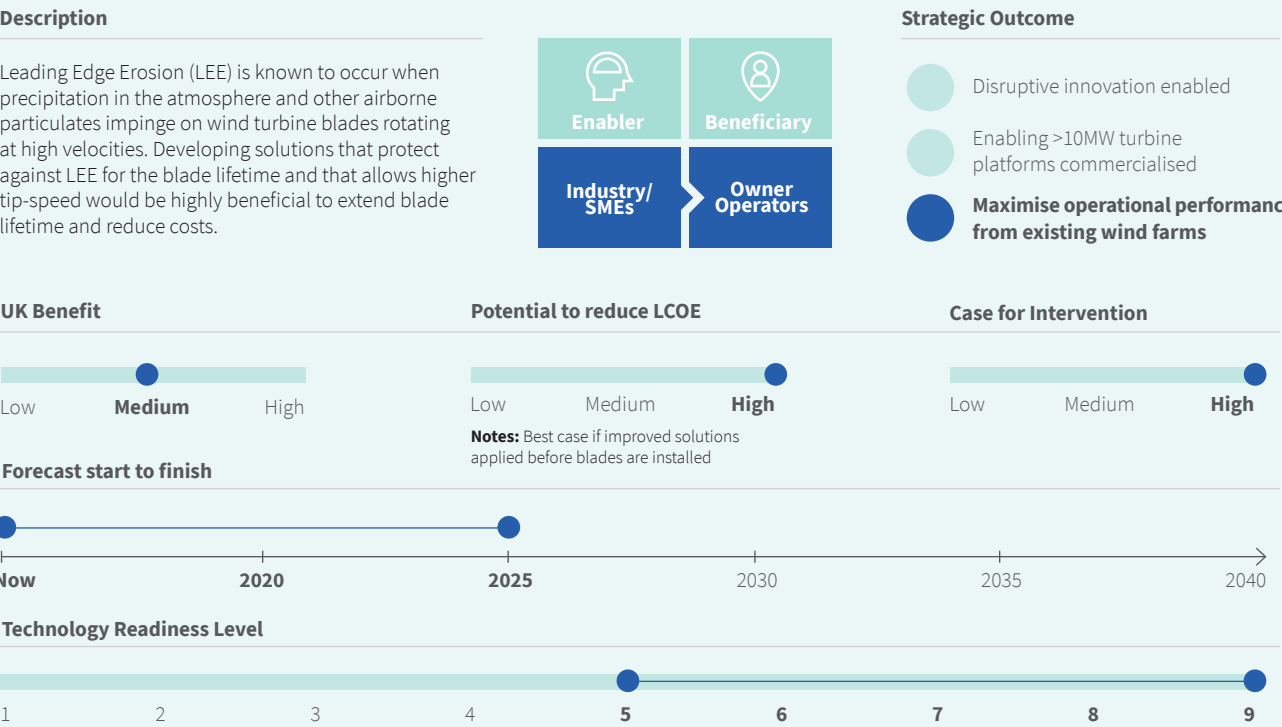 Description
Leading Edge Erosion (LEE) is known to occur when
precipitation in the atmosphere and other airborne
particulates impinge on wind turbine blades rotating
at high velocities. Developing solutions that protect
against LEE for the blade lifetime and that allows higher
tip-speed would be highly beneficial to extend blade
lifetime and reduce costs.
Enabler
Beneficiary
Industry/
SMEs
Owner
Operators
Strategic Outcome
Disruptive innovation enabled
Enabling >10MW turbine
platforms commercialised
Maximise operational performanc
from existing wind farms
UK Benefit
Low
Medium
High
Potential to reduce LCOE
Low
Medium
High
Notes: Best case if improved solutions
applied before blades are installed
Case for Intervention
Low
Medium
High
Forecast start to finish
Now
2020
2025
2030
2035
2040
Technology Readiness Level
1
2
3
4
5
6
7
8
9